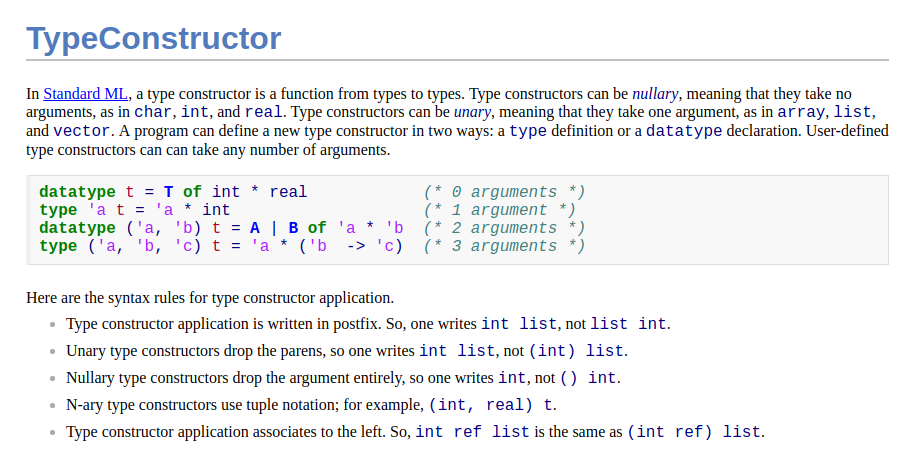 TypeConstructor
In Standard ML, a type constructor is a function from types to types. Type constructors can be nullary, meaning that they take no
arguments, as in char, int, and real. Type constructors can be unary, meaning that they take one argument, as in array, list,
and vector. A program can define a new type constructor in two ways: a type definition or a datatype declaration. User-defined
type constructors can can take any number of arguments.
datatype t = T of int * real            (* 0 arguments *)
type 'a t = 'a * int                    (* 1 argument *)
datatype ('a, 'b) t = A | B of 'a * 'b  (* 2 arguments *)
type ('a, 'b, 'c) t = 'a * ('b  -> 'c)  (* 3 arguments *)
Here are the syntax rules for type constructor application.
• Type constructor application is written in postfix. So, one writes int list, not list int.
• Unary type constructors drop the parens, so one writes int list, not (int) list.
• Nullary type constructors drop the argument entirely, so one writes int, not () int.
• N-ary type constructors use tuple notation; for example, (int, real) t.
• Type constructor application associates to the left. So, int ref list is the same as (int ref) list.